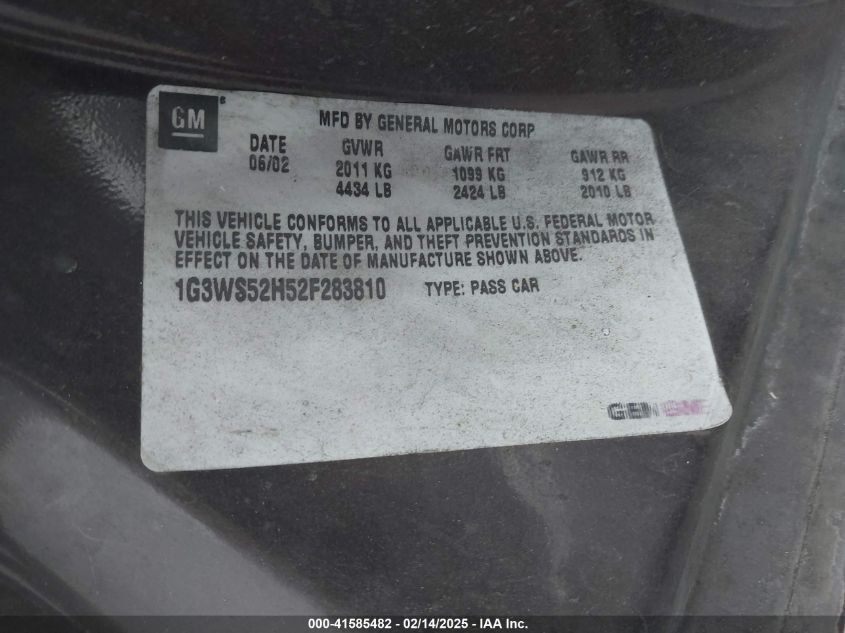 GM
MFD BY GENERAL MOTORS CORP
DATE GVWR GAWR FRT GAWR RR
06/02 2011 KG 1099 KG 912 KG
4434 LB 2424 LB 2010 LB
THIS VEHICLE CONFORMS TO ALL APPLICABLE U.S. FEDERAL MOTOR
VEHICLE SAFETY, BUMPER, AND THEFT PREVENTION STANDARDS IN
EFFECT ON THE DATE OF MANUFACTURE SHOWN ABOVE.
1G3WS52H52F283810 TYPE: PASS CAR
000-41585482 - 02/14/2025 - IAA Inc.